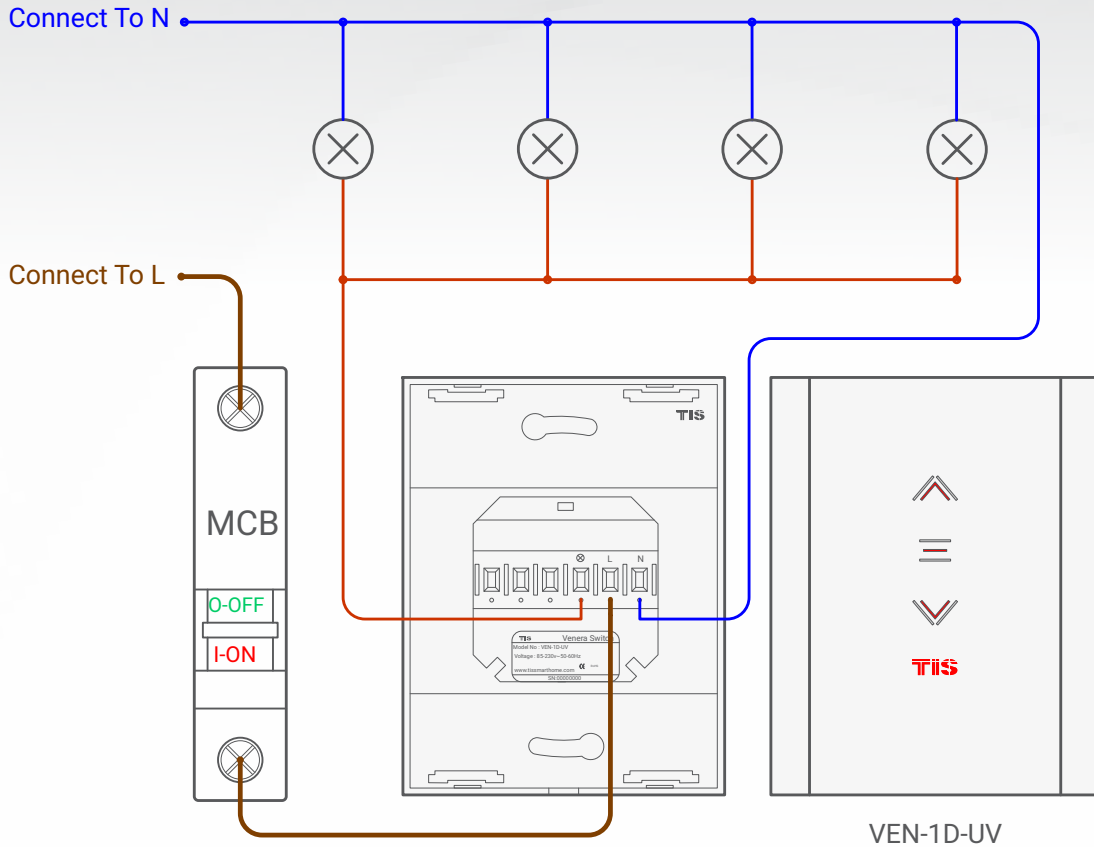 Connect To N
Connect To L
MCB
O-OFF
I-ON
TIS
L
N
TIS Venera Switch
Model No : VEN-1D-UV
Voltage : 85-230v~50-60Hz
www.tissmarthome.com CE
SN:00000000
TIS
VEN-1D-UV